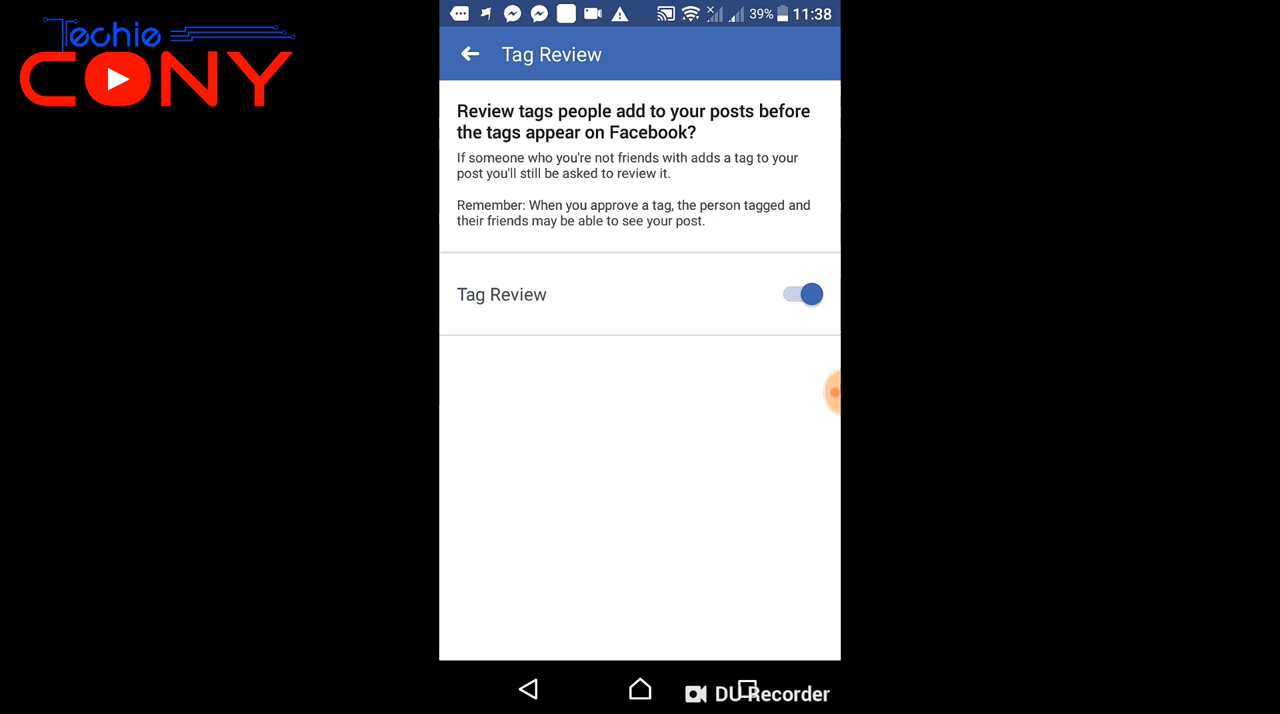 Techie
CONY
39% 11:38
Tag Review
Review tags people add to your posts before
the tags appear on Facebook?
If someone who you're not friends with adds a tag to your
post you'll still be asked to review it.
Remember: When you approve a tag, the person tagged and
their friends may be able to see your post.
Tag Review
DU Recorder